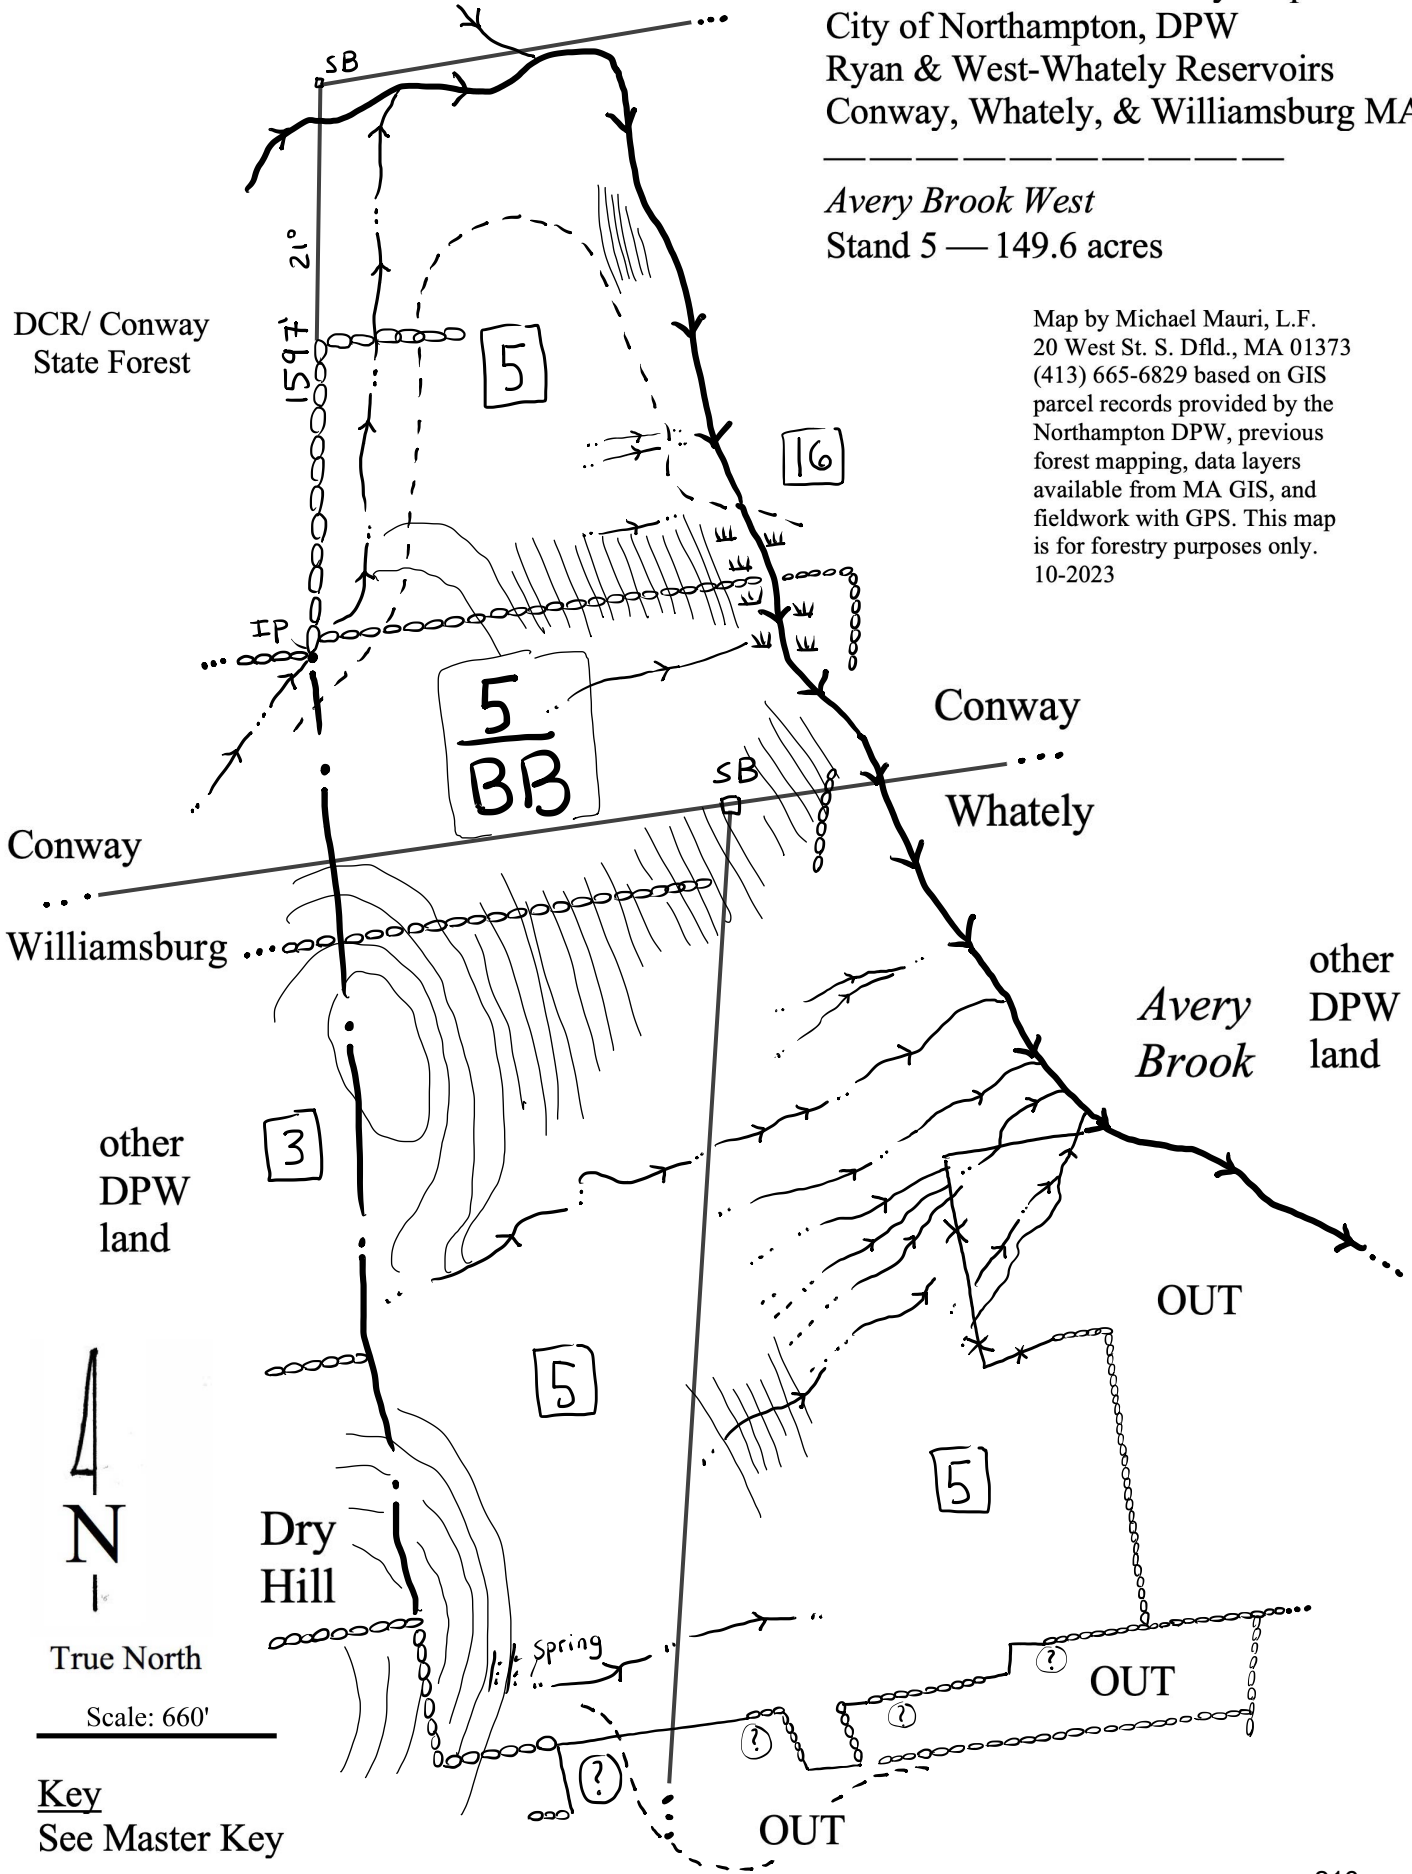 City of Northampton, DPW
Ryan & West-Whately Reservoirs
Conway, Whately, & Williamsburg MA
Avery Brook West
Stand 5 — 149.6 acres
SB
21°
1597'
DCR/ Conway
State Forest
5
Map by Michael Mauri, L.F.
20 West St. S. Dfld., MA 01373
(413) 665-6829 based on GIS
parcel records provided by the
Northampton DPW, previous
forest mapping, data layers
available from MA GIS, and
fieldwork with GPS. This map
is for forestry purposes only.
10-2023
16
IP
5
BB
Conway
SB
Whately
Conway
Williamsburg
other
DPW
land
Avery
Brook
3
other
DPW
land
OUT
5
5
N
Dry
Hill
True North
spring
Scale: 660'
?
OUT
?
?
?
Key
See Master Key
OUT